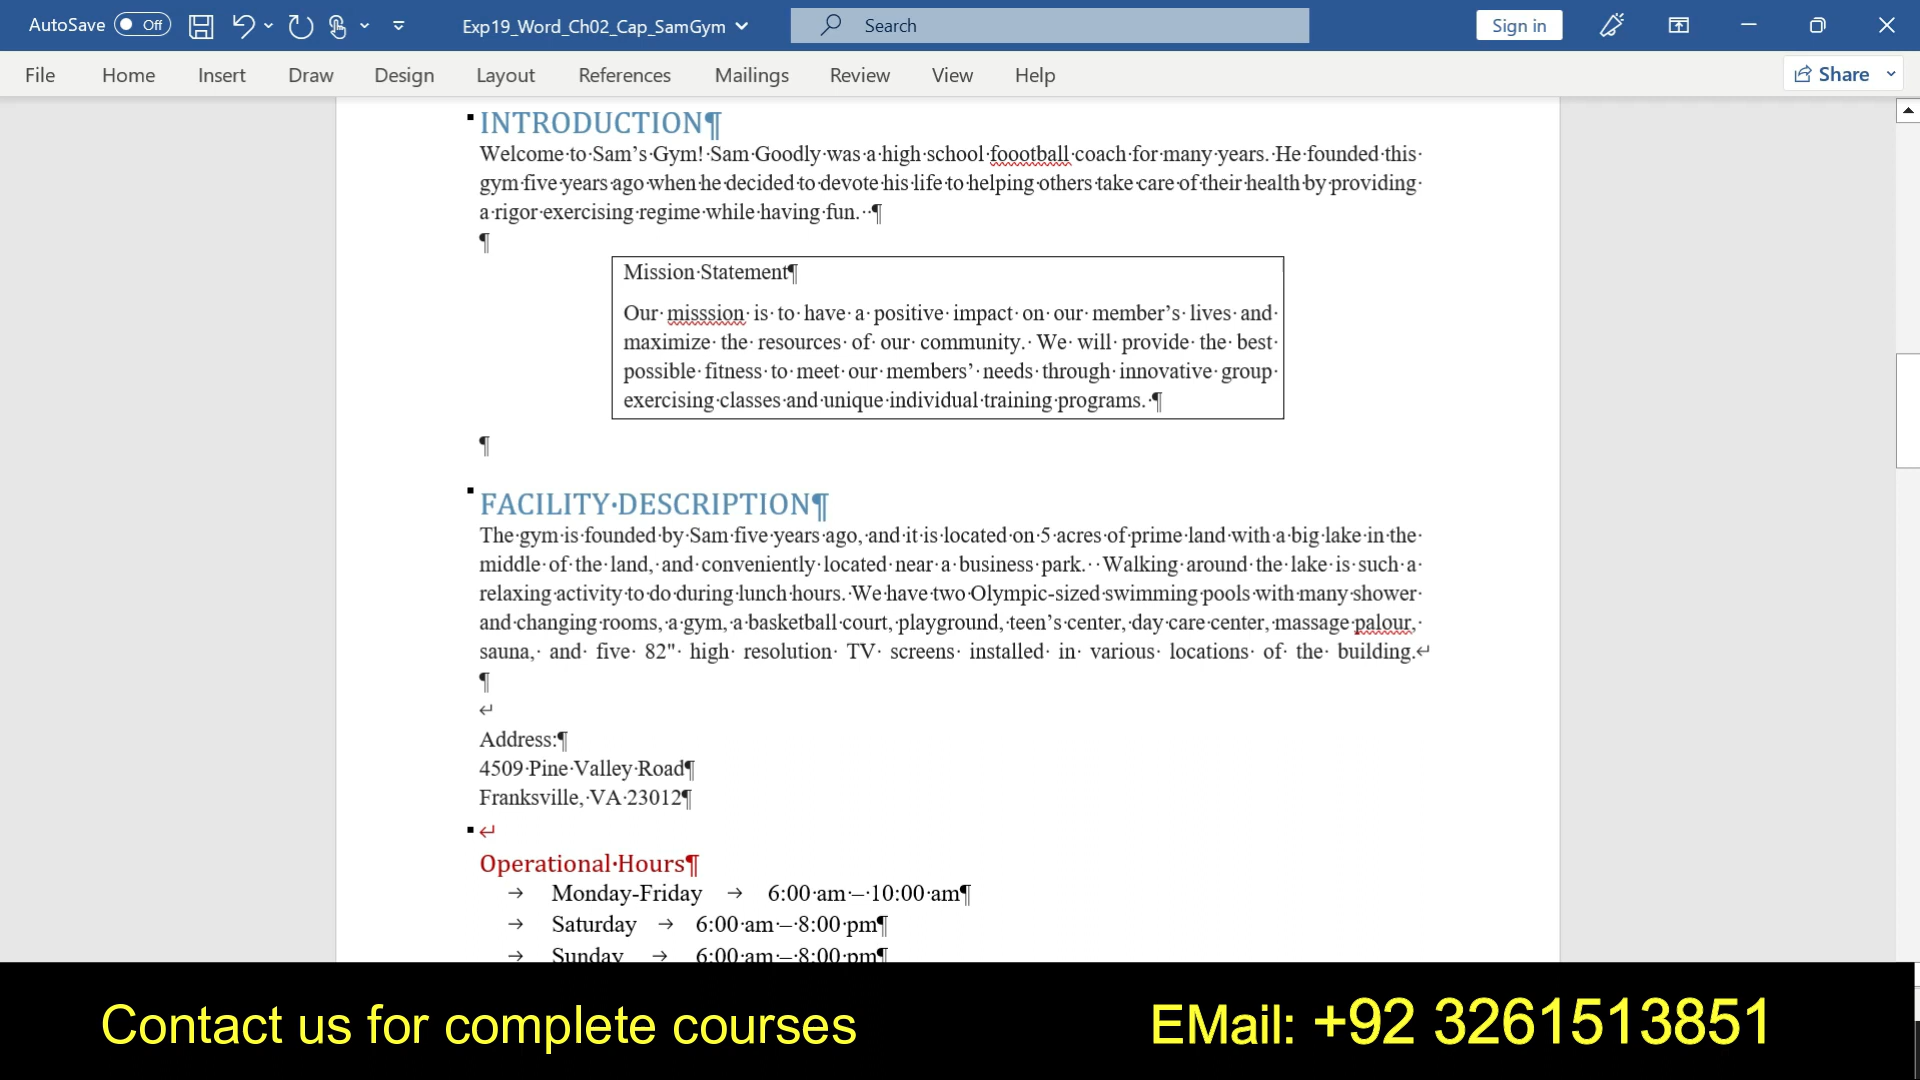 AutoSave Off
Exp19_Word_Ch02_Cap_SamGym
Search
Sign in
File Home Insert Draw Design Layout References Mailings Review View Help
Share
INTRODUCTION¶
Welcome·to·Sam’s·Gym!·Sam·Goodly·was·a·high·school·foootball·coach·for·many·years.·He·founded·this·
gym·five·years·ago·when·he·decided·to·devote·his·life·to·helping·others·take·care·of·their·health·by·providing·
a·rigor·exercising·regime·while·having·fun.··¶
¶
Mission·Statement¶
Our·misssion·is·to·have·a·positive·impact·on·our·member’s·lives·and·
maximize·the·resources·of·our·community.··We·will·provide·the·best·
possible·fitness·to·meet·our·members’·needs·through·innovative·group·
exercising·classes·and·unique·individual·training·programs.·¶
¶
FACILITY·DESCRIPTION¶
The·gym·is·founded·by·Sam·five·years·ago,·and·it·is·located·on·5·acres·of·prime·land·with·a·big·lake·in·the·
middle·of·the·land,·and·conveniently·located·near·a·business·park.··Walking·around·the·lake·is·such·a·
relaxing·activity·to·do·during·lunch·hours.·We·have·two·Olympic-sized·swimming·pools·with·many·shower·
and·changing·rooms,·a·gym,·a·basketball·court,·playground,·teen’s·center,·day·care·center,·massage·palour,·
sauna,·and·five·82"·high·resolution·TV·screens·installed·in·various·locations·of·the·building.↵
¶
↵
Address:¶
4509·Pine·Valley·Road¶
Franksville,·VA·23012¶
↵
Operational·Hours¶
→ Monday-Friday → 6:00·am·–·10:00·am¶
→ Saturday → 6:00·am·–·8:00·pm¶
→ Sunday → 6:00·am·–·8:00·pm¶
Contact us for complete courses
EMail: +92 3261513851